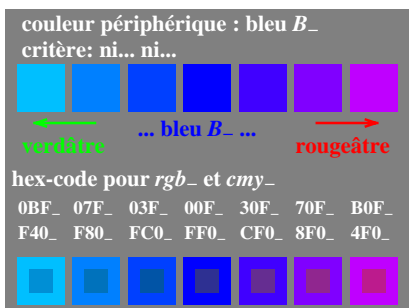 couleur périphérique : bleu B_
critère: ni... ni...
... bleu B_ ...
verdâtre rougeâtre
hex-code pour rgb_ et cmy_
0BF_ 07F_ 03F_ 00F_ 30F_ 70F_ B0F_
F40_ F80_ FC0_ FF0_ CF0_ 8F0_ 4F0_